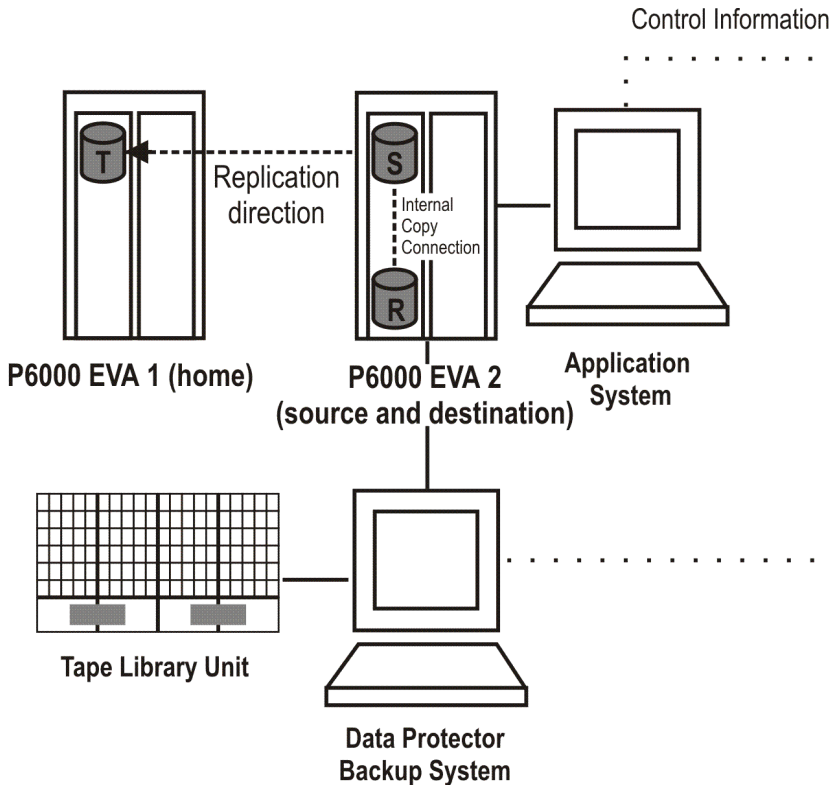 Control Information
T
S
Replication
direction
Internal
Copy
Connection
R
P6000 EVA 1 (home)
P6000 EVA 2
(source and destination)
Application
System
Tape Library Unit
Data Protector
Backup System